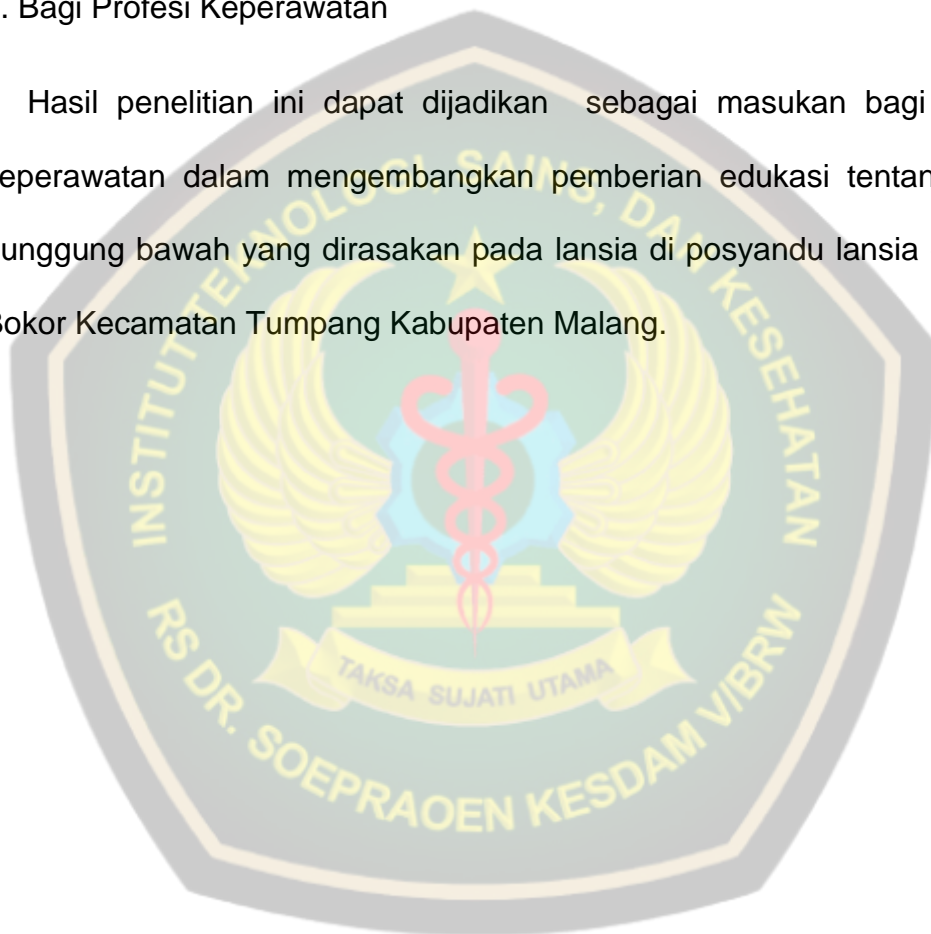 . Bagi Profesi Keperawatan
Hasil penelitian ini dapat dijadikan sebagai masukan bagi
eperawatan dalam mengembangkan pemberian edukasi tentan
unggung bawah yang dirasakan pada lansia di posyandu lansia
Bokor Kecamatan Tumpang Kabupaten Malang.
INSTITUT TEKNOLOGI, SAINS, DAN KESEHATAN
TAKSA SUJATI UTAMA
RS DR. SOEPRAOEN KESDAM V/BRW